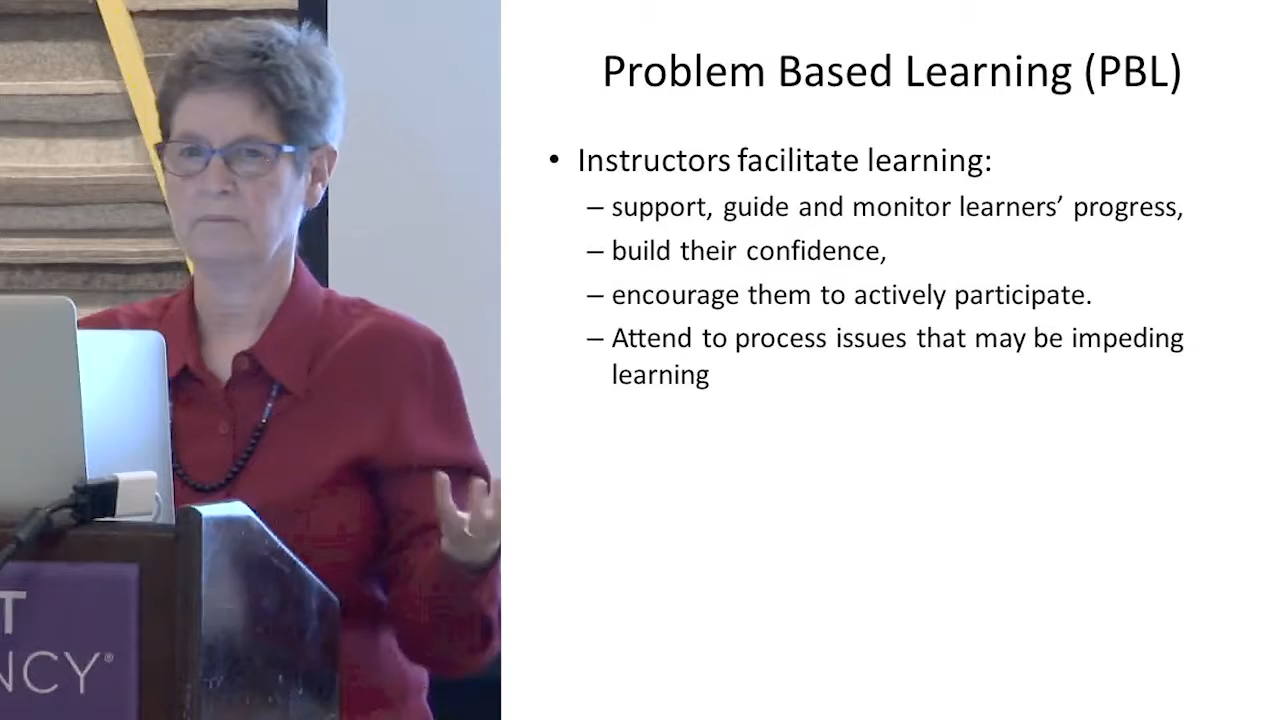 Problem Based Learning (PBL)
• Instructors facilitate learning:
– support, guide and monitor learners’ progress,
– build their confidence,
– encourage them to actively participate.
– Attend to process issues that may be impeding
learning
T
NCY®